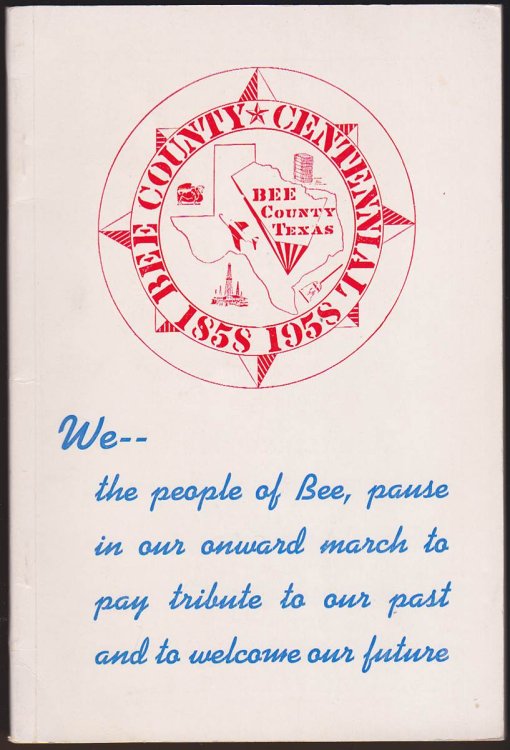 BEE COUNTY ★ CENTENNIAL
BEE
COUNTY
TEXAS
1858 1958
We--
the people of Bee, pause
in our onward march to
pay tribute to our past
and to welcome our future